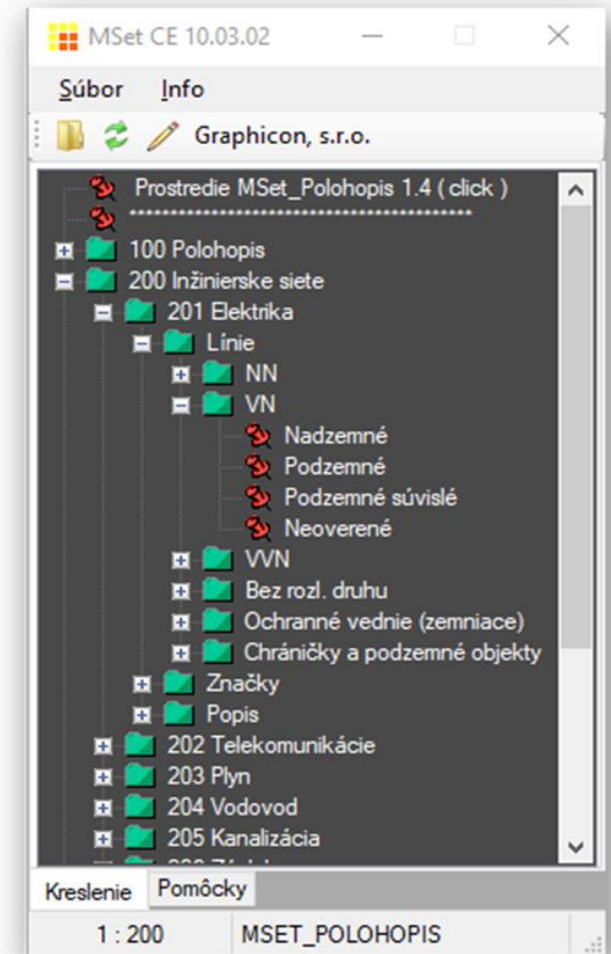 MSet CE 10.03.02
Súbor Info
Graphicon, s.r.o.
Prostredie MSet_Polohopis 1.4 ( click )
******************************************
100 Polohopis
200 Inžinierske siete
201 Elektrika
Línie
NN
VN
Nadzemné
Podzemné
Podzemné súvislé
Neoverené
VVN
Bez rozl. druhu
Ochranné vednie (zemniace)
Chráničky a podzemné objekty
Značky
Popis
202 Telekomunikácie
203 Plyn
204 Vodovod
205 Kanalizácia
Kreslenie Pomôcky
1 : 200 MSET_POLOHOPIS